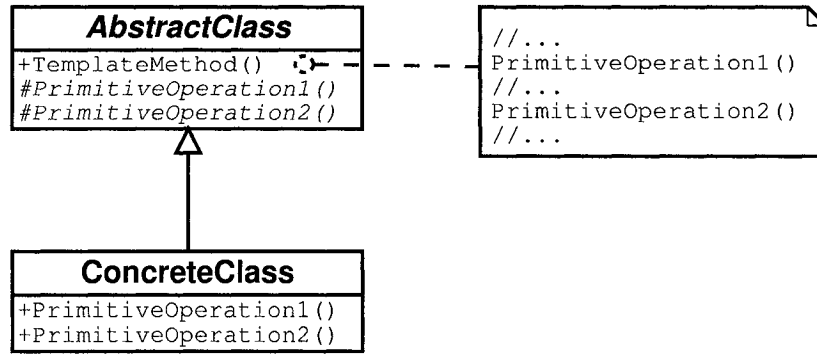 AbstractClass
+TemplateMethod()
#PrimitiveOperation1()
#PrimitiveOperation2()
//...
PrimitiveOperation1()
//...
PrimitiveOperation2()
//...
ConcreteClass
+PrimitiveOperation1()
+PrimitiveOperation2()